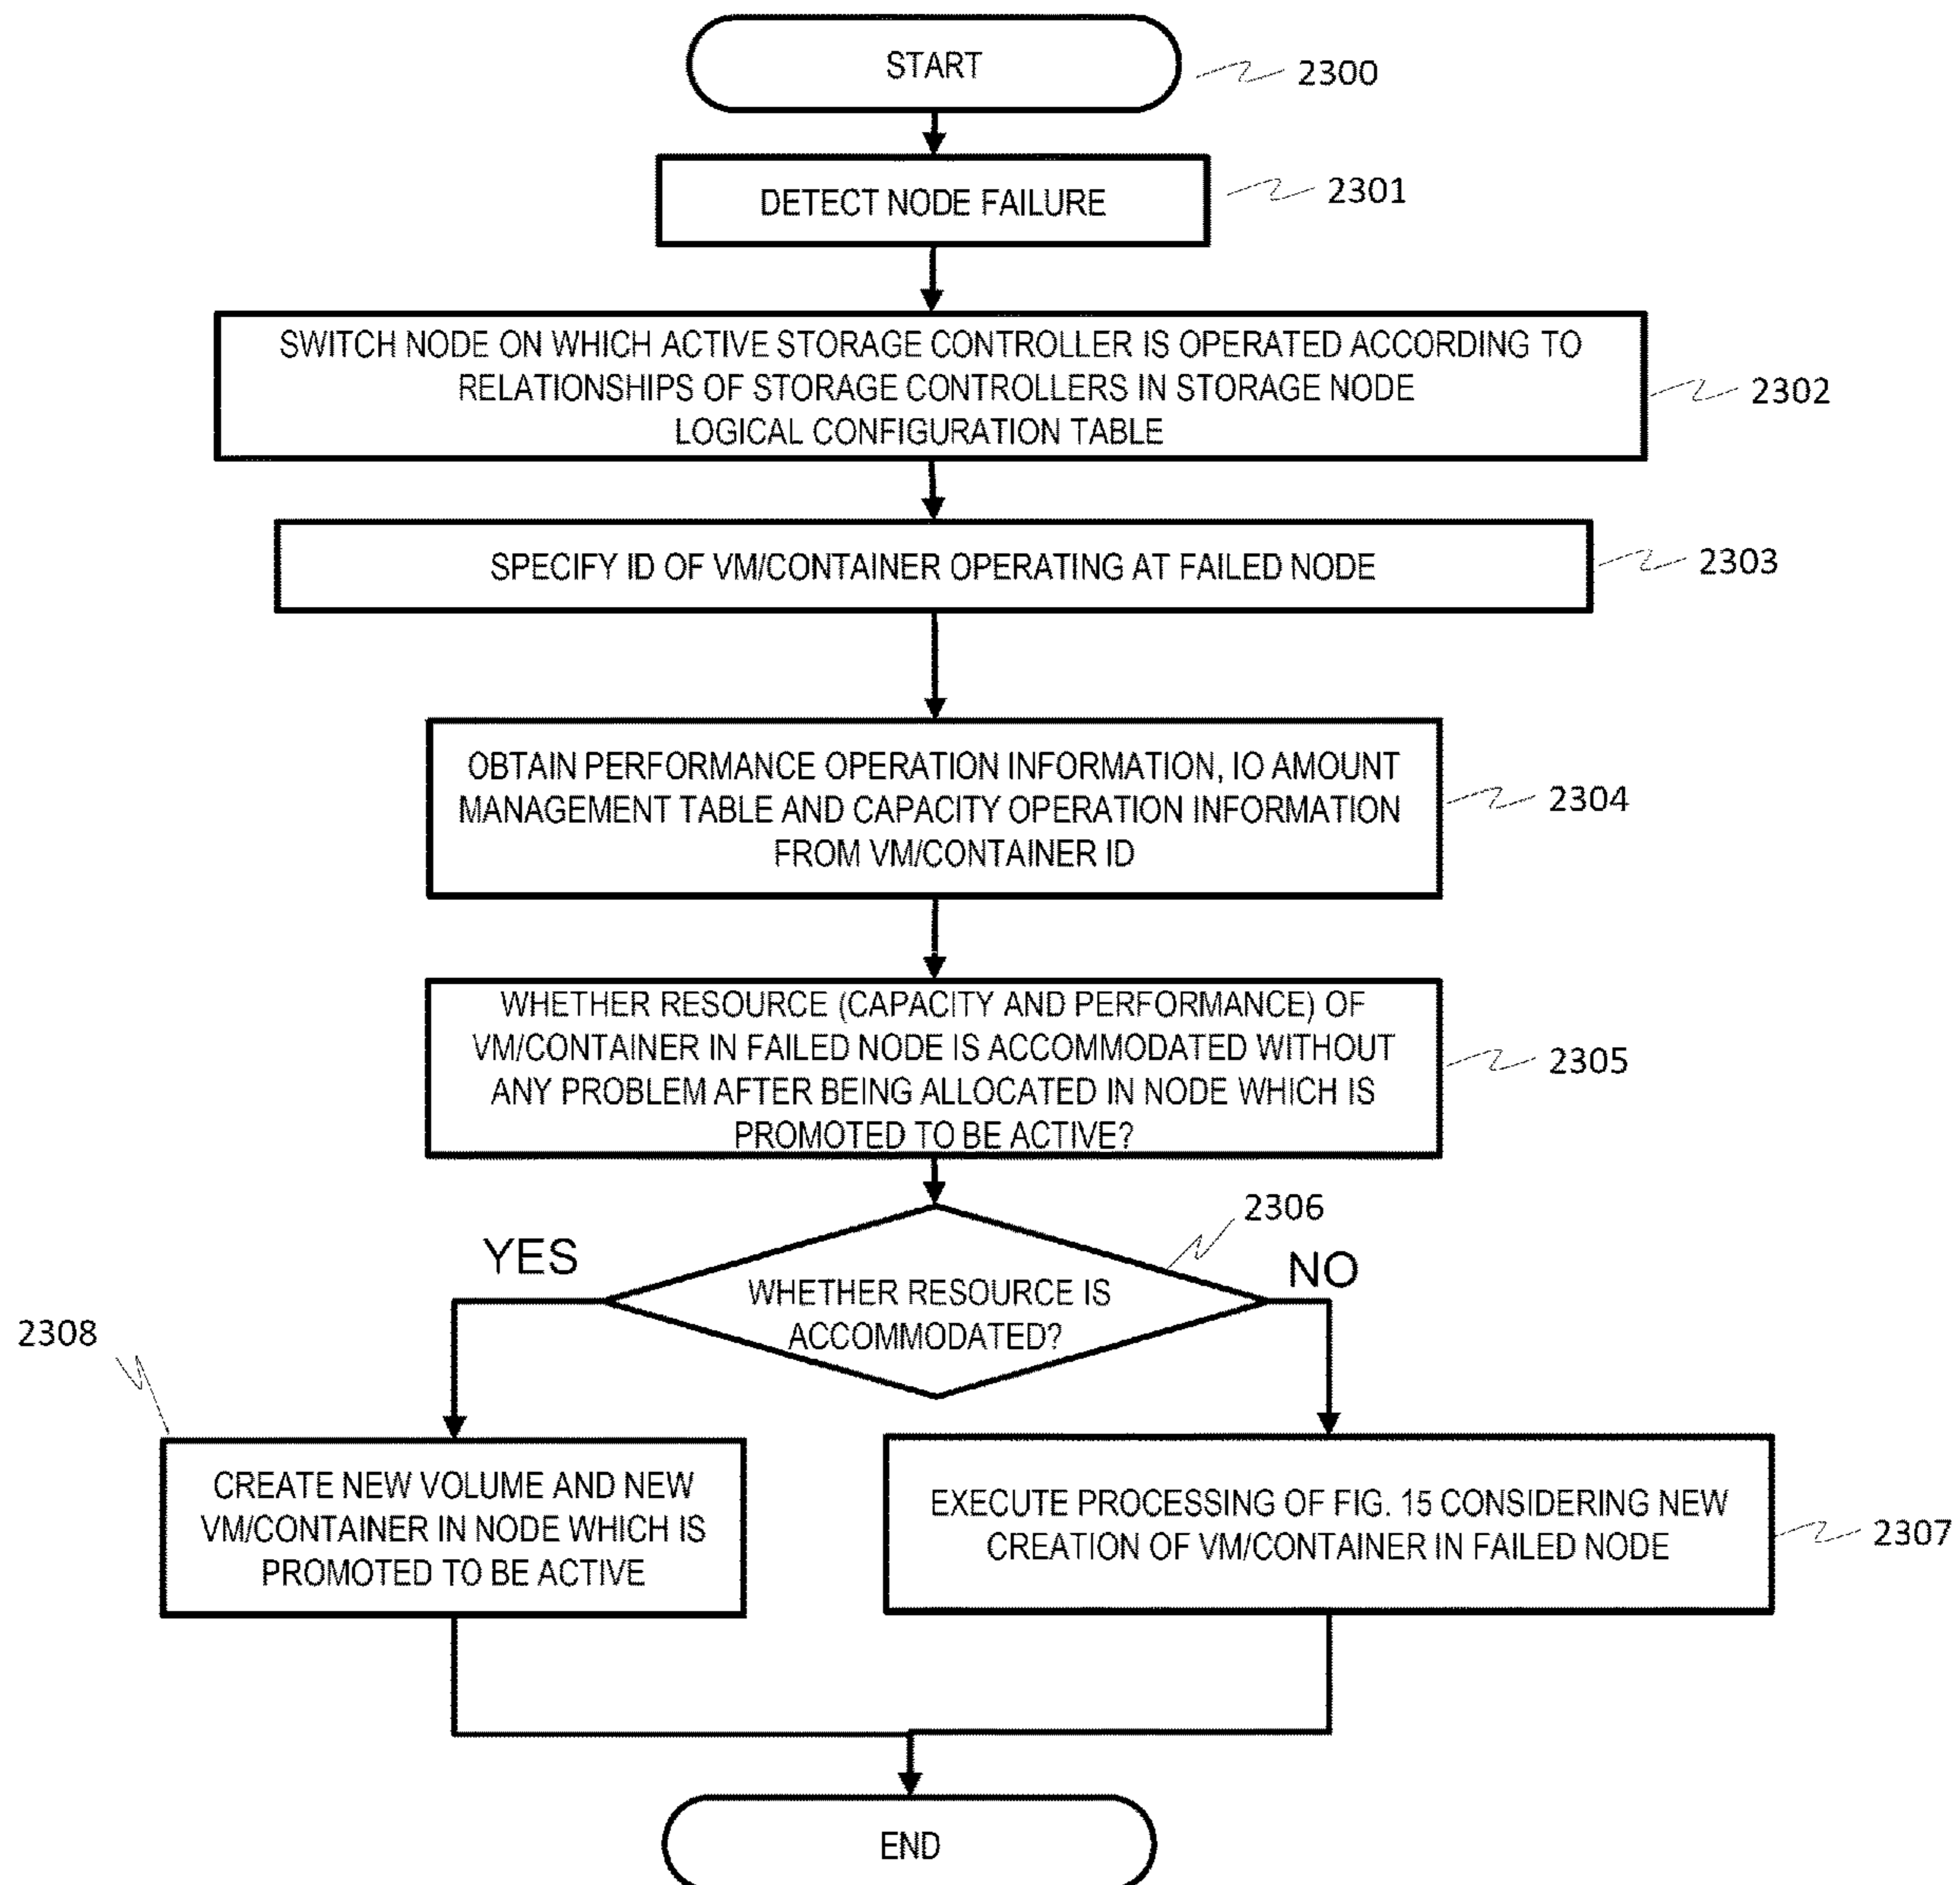 START
2300
DETECT NODE FAILURE
2301
SWITCH NODE ON WHICH ACTIVE STORAGE CONTROLLER IS OPERATED ACCORDING TO
RELATIONSHIPS OF STORAGE CONTROLLERS IN STORAGE NODE
LOGICAL CONFIGURATION TABLE
2302
SPECIFY ID OF VM/CONTAINER OPERATING AT FAILED NODE
2303
OBTAIN PERFORMANCE OPERATION INFORMATION, IO AMOUNT
MANAGEMENT TABLE AND CAPACITY OPERATION INFORMATION
FROM VM/CONTAINER ID
2304
WHETHER RESOURCE (CAPACITY AND PERFORMANCE) OF
VM/CONTAINER IN FAILED NODE IS ACCOMMODATED WITHOUT
ANY PROBLEM AFTER BEING ALLOCATED IN NODE WHICH IS
PROMOTED TO BE ACTIVE?
2305
2306
YES
NO
WHETHER RESOURCE IS
ACCOMMODATED?
2308
CREATE NEW VOLUME AND NEW
VM/CONTAINER IN NODE WHICH IS
PROMOTED TO BE ACTIVE
EXECUTE PROCESSING OF FIG. 15 CONSIDERING NEW
CREATION OF VM/CONTAINER IN FAILED NODE
2307
END